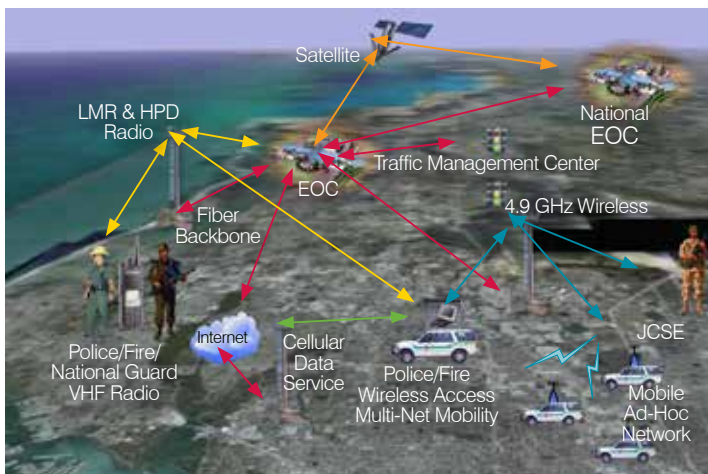 Satellite
LMR & HPD
Radio
National
EOC
Traffic Management Center
EOC
4.9 GHz Wireless
Fiber
Backbone
Internet
Cellular
Data
Service
JCSE
Police/Fire/
National Guard
VHF Radio
Police/Fire
Wireless Access
Multi-Net Mobility
Mobile
Ad-Hoc
Network